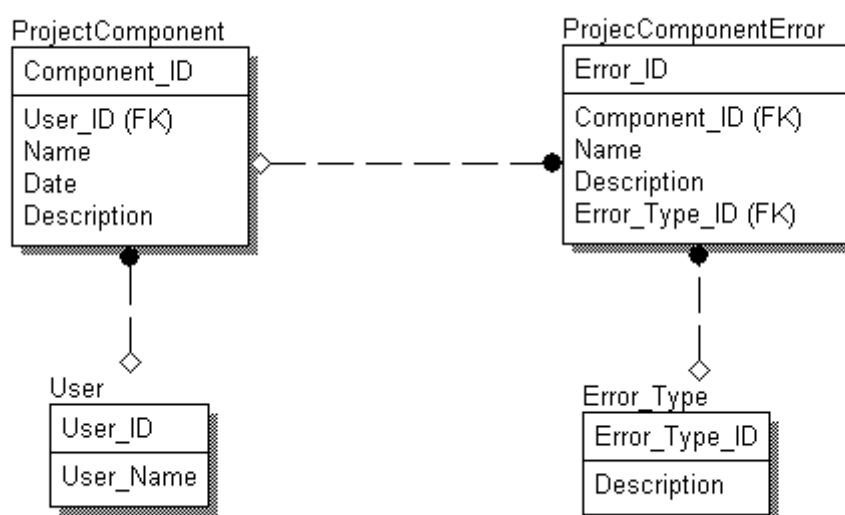 ProjectComponent
Component_ID
User_ID (FK)
Name
Date
Description
ProjecComponentError
Error_ID
Component_ID (FK)
Name
Description
Error_Type_ID (FK)
User
User_ID
User_Name
Error_Type
Error_Type_ID
Description